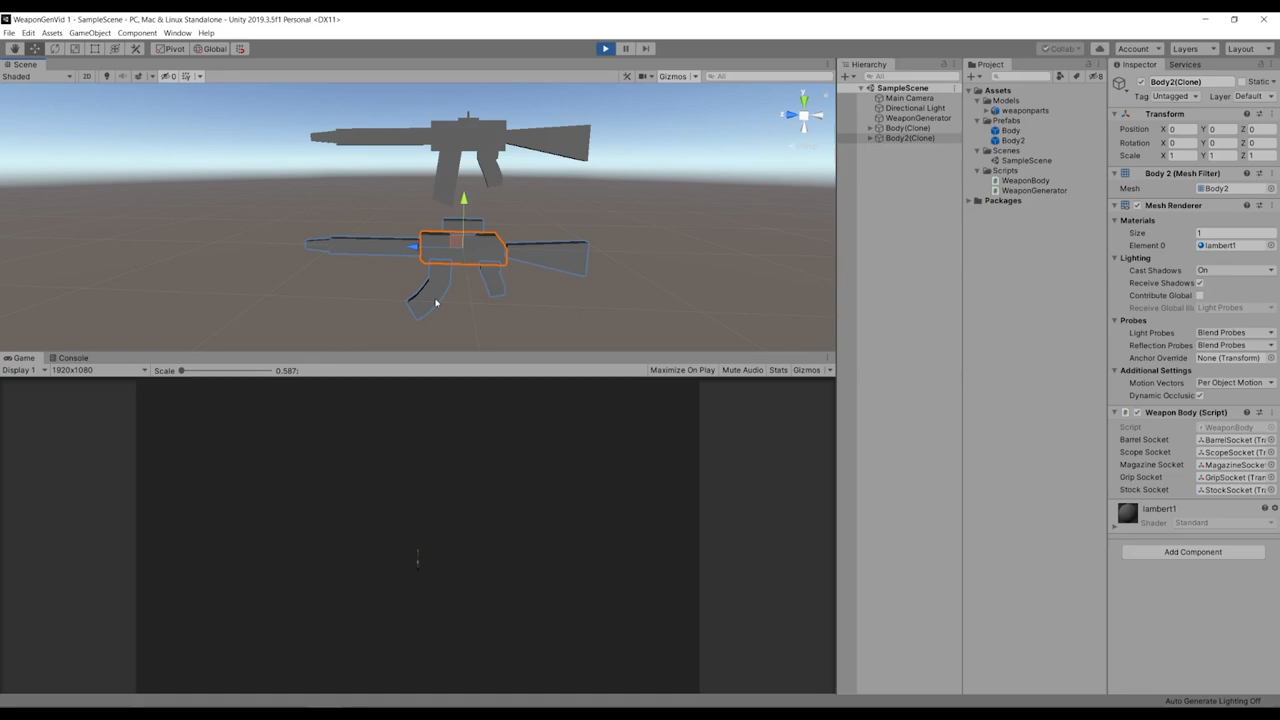 WeaponGenVid 1 - SampleScene - PC, Mac & Linux Standalone - Unity 2019.3.5f1 Personal <DX11>
File Edit Assets GameObject Component Window Help
Pivot Global Collab Account Layers Layout
Scene
Shaded 2D 0 Gizmos All
y
z
Game Console
Display 1 1920x1080 Scale 0.587: Maximize On Play Mute Audio Stats Gizmos
Hierarchy
All
SampleScene
Main Camera
Directional Light
WeaponGenerator
Body(Clone)
Body2(Clone)
Project
8
Assets
Models
weaponparts
Prefabs
Body
Body2
Scenes
SampleScene
Scripts
WeaponBody
WeaponGenerator
Packages
Inspector Services
Body2(Clone) Static
Tag Untagged Layer Default
Transform
Position X 0 Y 0 Z 0
Rotation X 0 Y 0 Z 0
Scale X 1 Y 1 Z 1
Body 2 (Mesh Filter)
Mesh Body2
Mesh Renderer
Materials
Size 1
Element 0 lambert1
Lighting
Cast Shadows On
Receive Shadows
Contribute Global
Receive Global Ill Light Probes
Probes
Light Probes Blend Probes
Reflection Probes Blend Probes
Anchor Override None (Transform)
Additional Settings
Motion Vectors Per Object Motion
Dynamic Occlusic
Weapon Body (Script)
Script WeaponBody
Barrel Socket BarrelSocket (Tra
Scope Socket ScopeSocket (Tr
Magazine Socket MagazineSocke
Grip Socket GripSocket (Tran
Stock Socket StockSocket (Tra
lambert1
Shader Standard
Add Component
Auto Generate Lighting Off